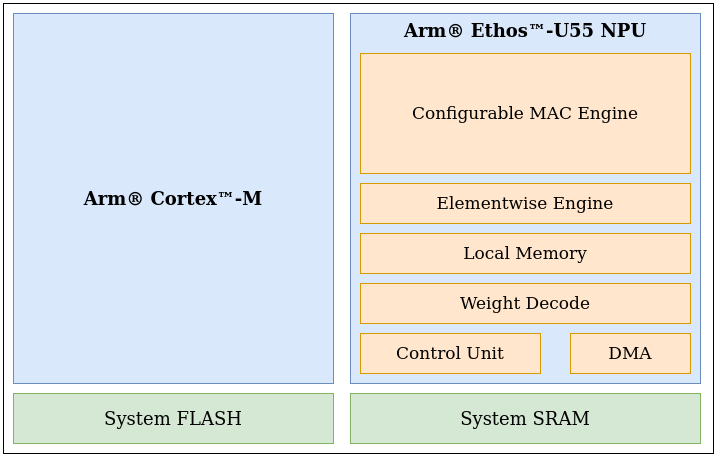 Arm® Cortex™-M
Arm® Ethos™-U55 NPU
Configurable MAC Engine
Elementwise Engine
Local Memory
Weight Decode
Control Unit
DMA
System FLASH
System SRAM